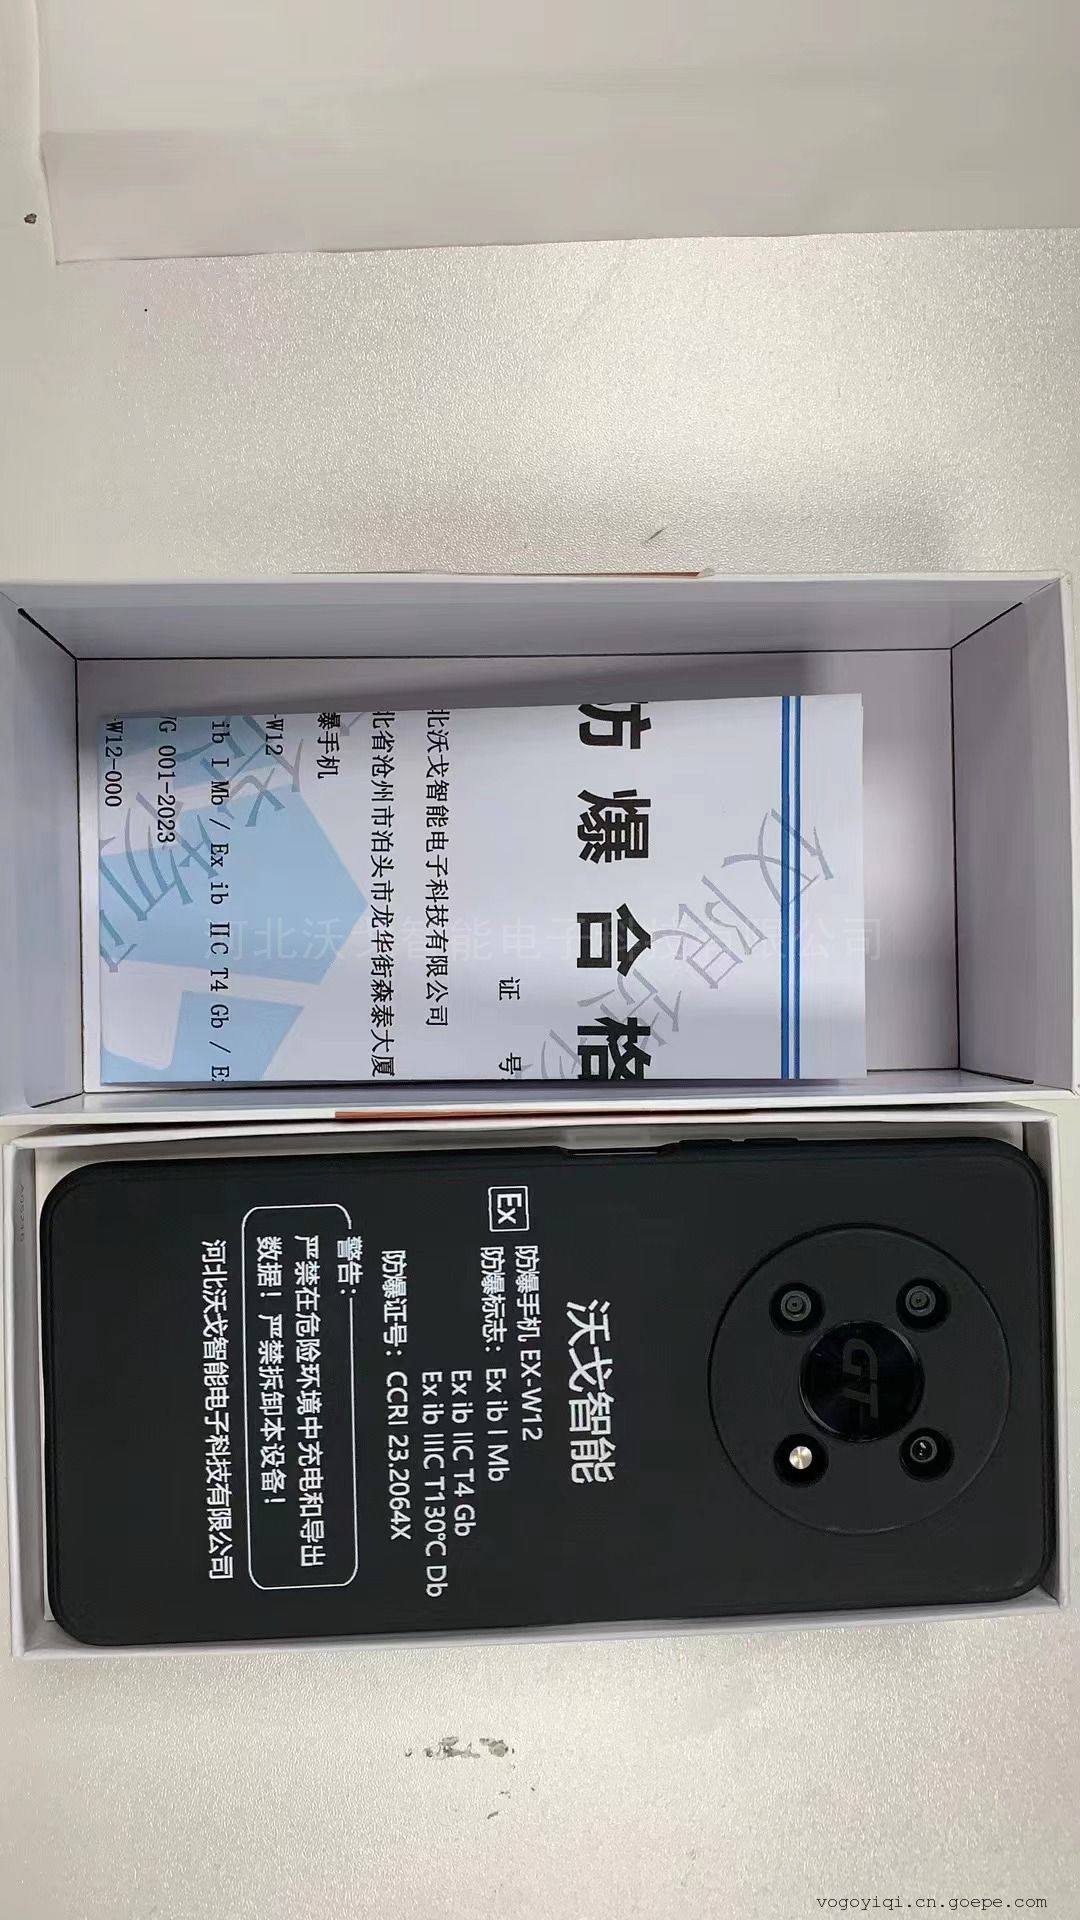 防爆合格
证 号:
北沃戈智能电子科技有限公司
北省沧州市泊头市龙华街森泰大厦
暴手机
-W12
ib I Mb / Ex ib IIC T4 Gb / Ex
G 001-2023
-W12-000
仅限
河北沃戈智能电子科技有限公司
GT
沃戈智能
Ex 防爆手机 EX-W12
防爆标志：Ex ib I Mb
Ex ib IIC T4 Gb
Ex ib IIIC T130°C Db
防爆证号：CCRI 23.2064X
警告：
严禁在危险环境中充电和导出
数据！严禁拆卸本设备！
河北沃戈智能电子科技有限公司
vogoyiqi.cn.goepe.com